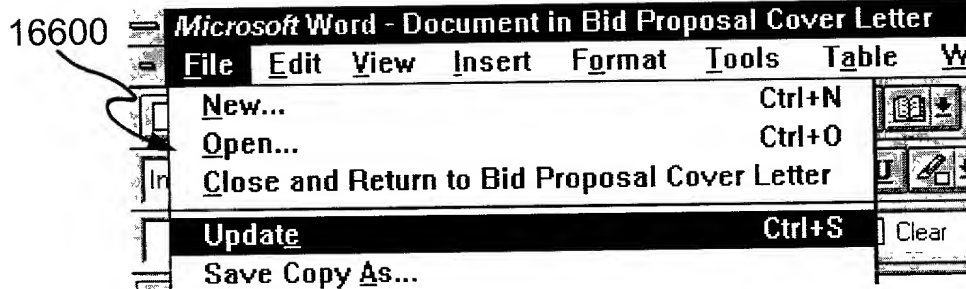 16600
Microsoft Word - Document in Bid Proposal Cover Letter
File Edit View Insert Format Tools Table W
New... Ctrl+N
Open... Ctrl+O
In
Close and Return to Bid Proposal Cover Letter U
Update Ctrl+S Clear
Save Copy As...